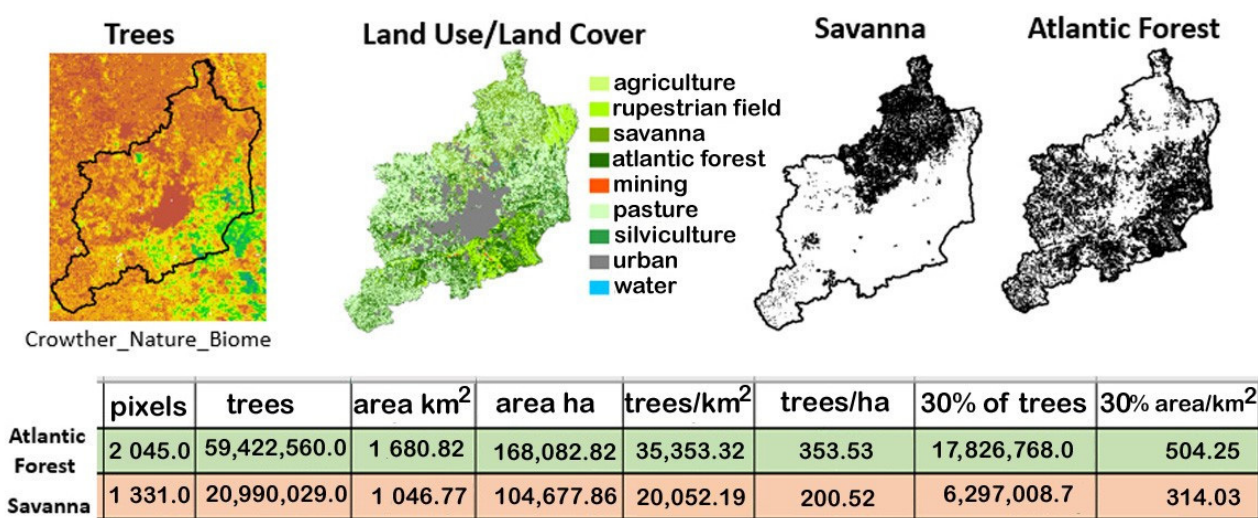 Trees
Land Use/Land Cover
Savanna
Atlantic Forest
agriculture
rupestrian field
savanna
atlantic forest
mining
pasture
silviculture
urban
water
Crowther_Nature_Biome
pixels trees area km² area ha trees/km² trees/ha 30% of trees 30% area/km²
Atlantic Forest 2 045.0 59,422,560.0 1 680.82 168,082.82 35,353.32 353.53 17,826,768.0 504.25
Savanna 1 331.0 20,990,029.0 1 046.77 104,677.86 20,052.19 200.52 6,297,008.7 314.03